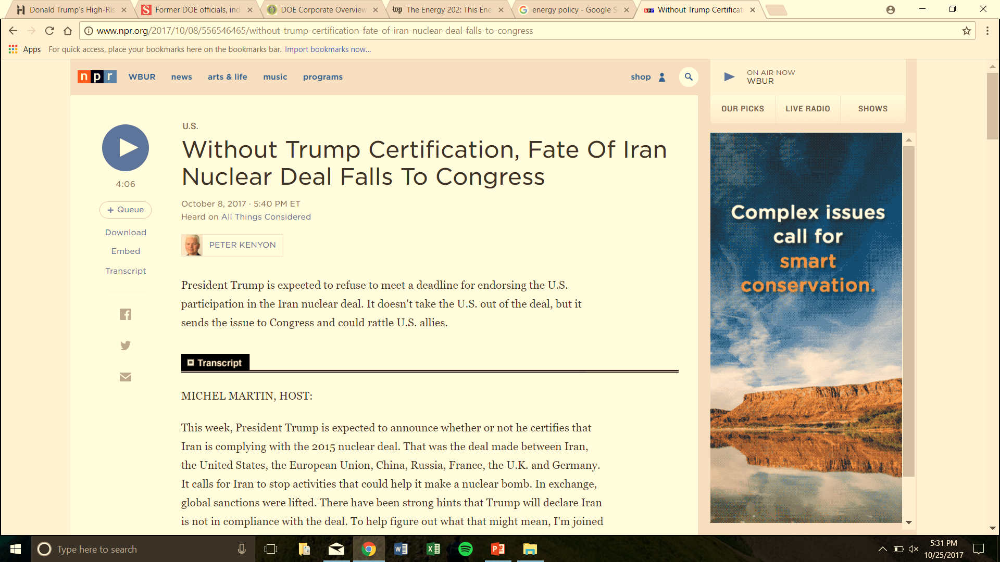 Donald Trump's High-Ris
Former DOE officials, ind
DOE Corporate Overview
wp The Energy 202: This Ene
energy policy - Google S
Without Trump Certificat
www.npr.org/2017/10/08/556546465/without-trump-certification-fate-of-iran-nuclear-deal-falls-to-congress
Apps For quick access, place your bookmarks here on the bookmarks bar. Import bookmarks now...
npr WBUR news arts & life music programs shop
ON AIR NOW
WBUR
OUR PICKS LIVE RADIO SHOWS
U.S.
Without Trump Certification, Fate Of Iran
Nuclear Deal Falls To Congress
4:06
+ Queue
Download
Embed
Transcript
October 8, 2017 · 5:40 PM ET
Heard on All Things Considered
PETER KENYON
President Trump is expected to refuse to meet a deadline for endorsing the U.S.
participation in the Iran nuclear deal. It doesn't take the U.S. out of the deal, but it
sends the issue to Congress and could rattle U.S. allies.
Transcript
MICHEL MARTIN, HOST:
This week, President Trump is expected to announce whether or not he certifies that
Iran is complying with the 2015 nuclear deal. That was the deal made between Iran,
the United States, the European Union, China, Russia, France, the U.K. and Germany.
It calls for Iran to stop activities that could help it make a nuclear bomb. In exchange,
global sanctions were lifted. There have been strong hints that Trump will declare Iran
is not in compliance with the deal. To help figure out what that might mean, I'm joined
Complex issues
call for
smart
conservation.
Type here to search
5:31 PM
10/25/2017